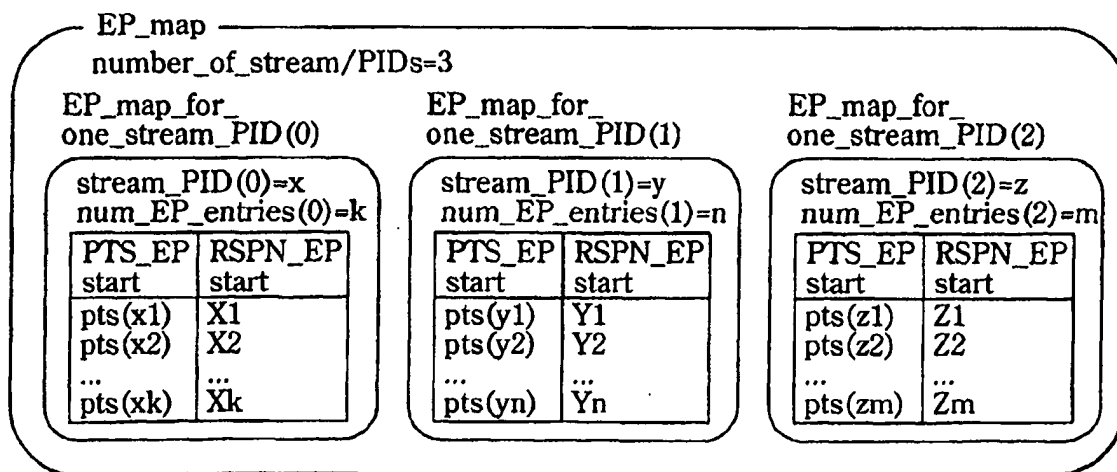 EP_map
number_of_stream/PIDs=3
EP_map_for_
one_stream_PID(0)
stream_PID(0)=x
num_EP_entries(0)=k
PTS_EP RSPN_EP
start start
pts(x1) X1
pts(x2) X2
... ...
pts(xk) Xk
EP_map_for_
one_stream_PID(1)
stream_PID(1)=y
num_EP_entries(1)=n
PTS_EP RSPN_EP
start start
pts(y1) Y1
pts(y2) Y2
... ...
pts(yn) Yn
EP_map_for_
one_stream_PID(2)
stream_PID(2)=z
num_EP_entries(2)=m
PTS_EP RSPN_EP
start start
pts(z1) Z1
pts(z2) Z2
... ...
pts(zm) Zm